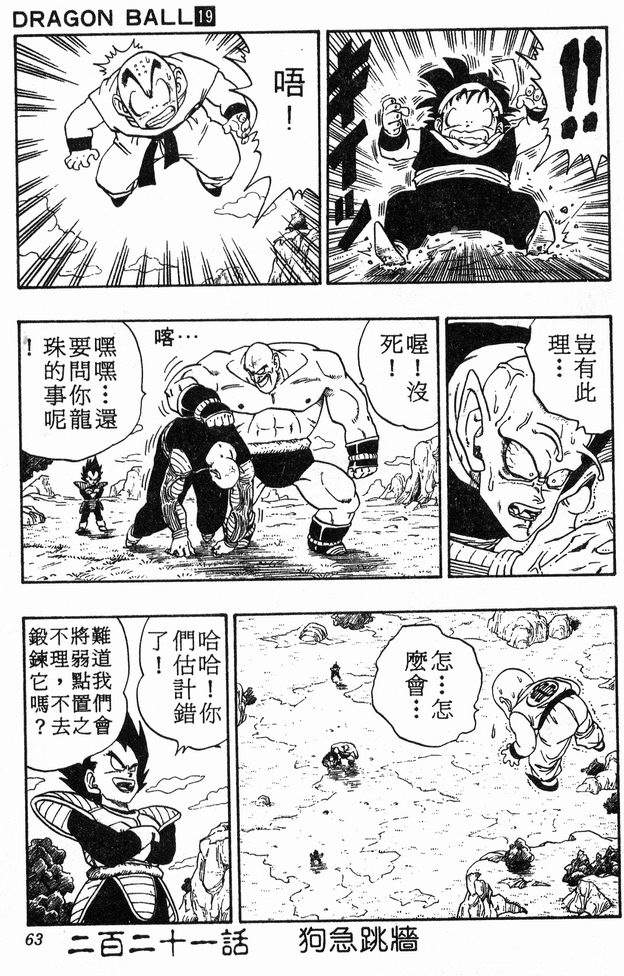 DRAGON BALL 19
!!
唔!
豈有此
理…
喔!沒
死!
喀…
嘿嘿…還
要問你龍
珠的事呢
!
怎…怎
麼會…
哈哈!你
們估計錯
了!
難道我們會
將弱點置之
不理,不去
鍛鍊它嗎?
63 二百二十一話 狗急跳牆